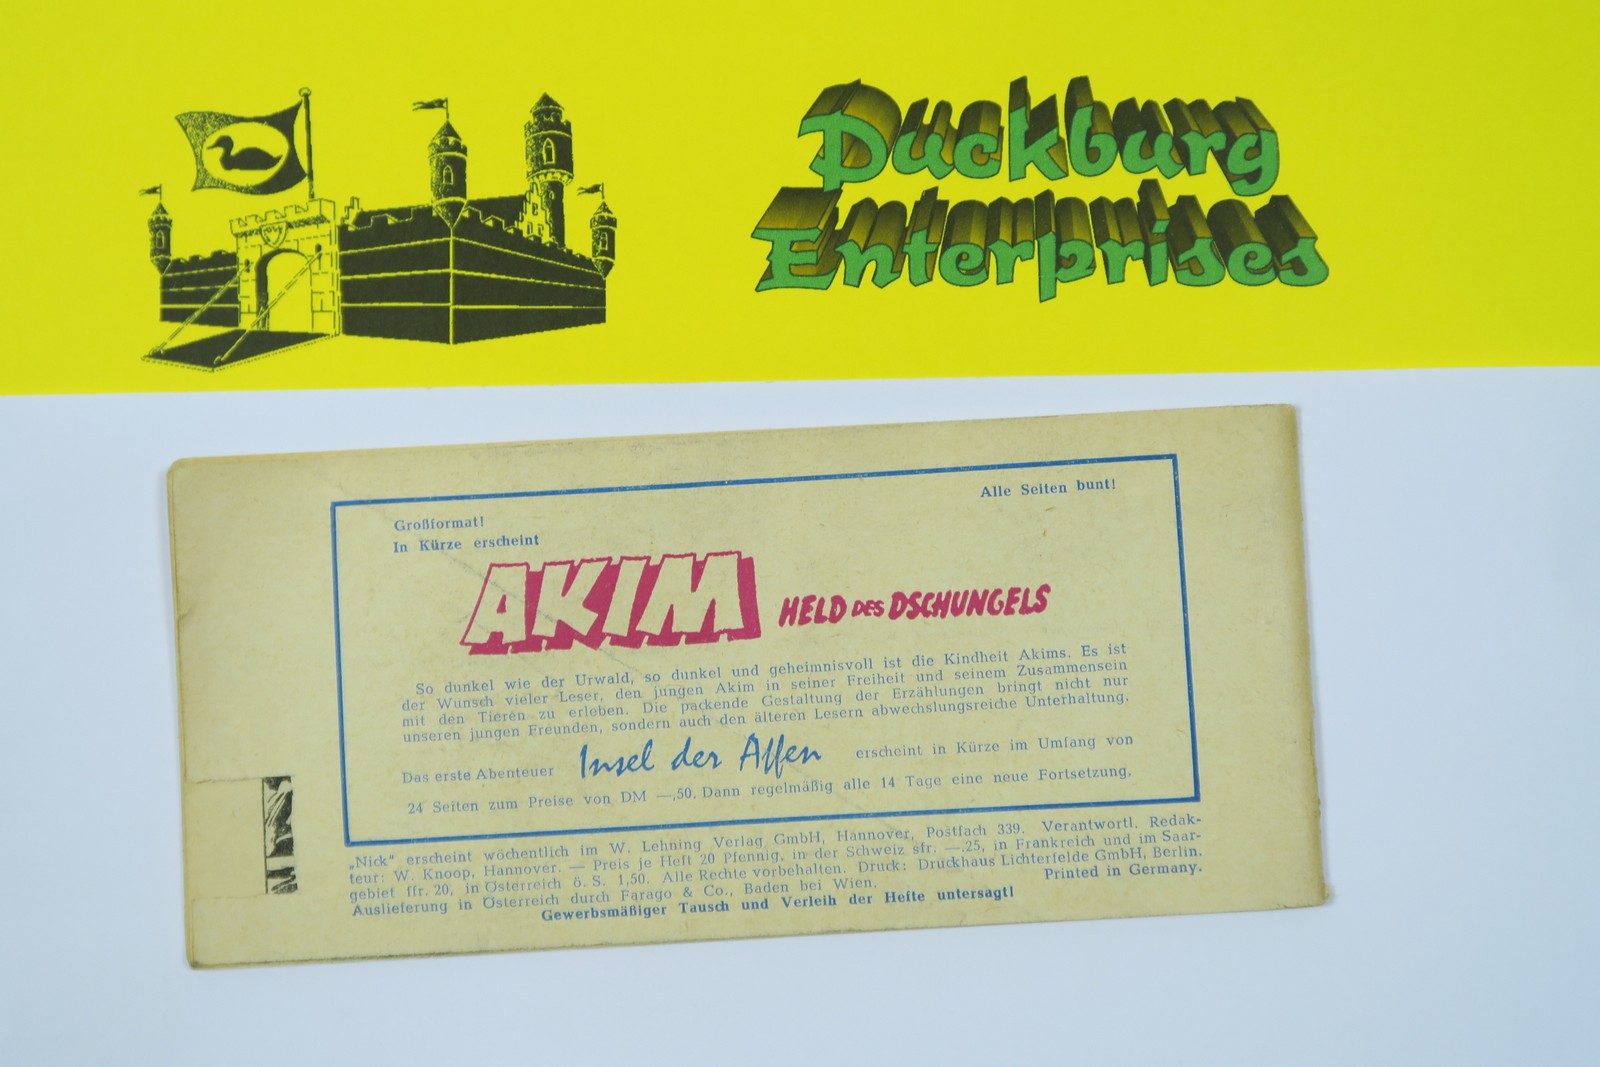 Duckburg
Enterprises
Alle Seiten bunt!
Großformat!
In Kürze erscheint
AKIM HELD DES DSCHUNGELS
So dunkel wie der Urwald, so dunkel und geheimnisvoll ist die Kindheit Akims. Es ist
der Wunsch vieler Leser, den jungen Akim in seiner Freiheit und seinem Zusammensein
mit den Tieren zu erleben. Die packende Gestaltung der Erzählungen bringt nicht nur
unseren jungen Freunden, sondern auch den älteren Lesern abwechslungsreiche Unterhaltung.
Das erste Abenteuer Insel der Affen erscheint in Kürze im Umfang von
24 Seiten zum Preise von DM —,50. Dann regelmäßig alle 14 Tage eine neue Fortsetzung.
„Nick" erscheint wöchentlich im W. Lehning Verlag GmbH, Hannover, Postfach 339. Verantwortl. Redak-
teur: W. Knoop, Hannover. — Preis je Heft 20 Pfennig, in der Schweiz sfr. —.25, in Frankreich und im Saar-
gebiet ffr. 20, in Österreich ö. S. 1,50. Alle Rechte vorbehalten. Druck: Druckhaus Lichterfelde GmbH, Berlin.
Auslieferung in Österreich durch Farago & Co., Baden bei Wien. Printed in Germany.
Gewerbsmäßiger Tausch und Verleih der Hefte untersagt!